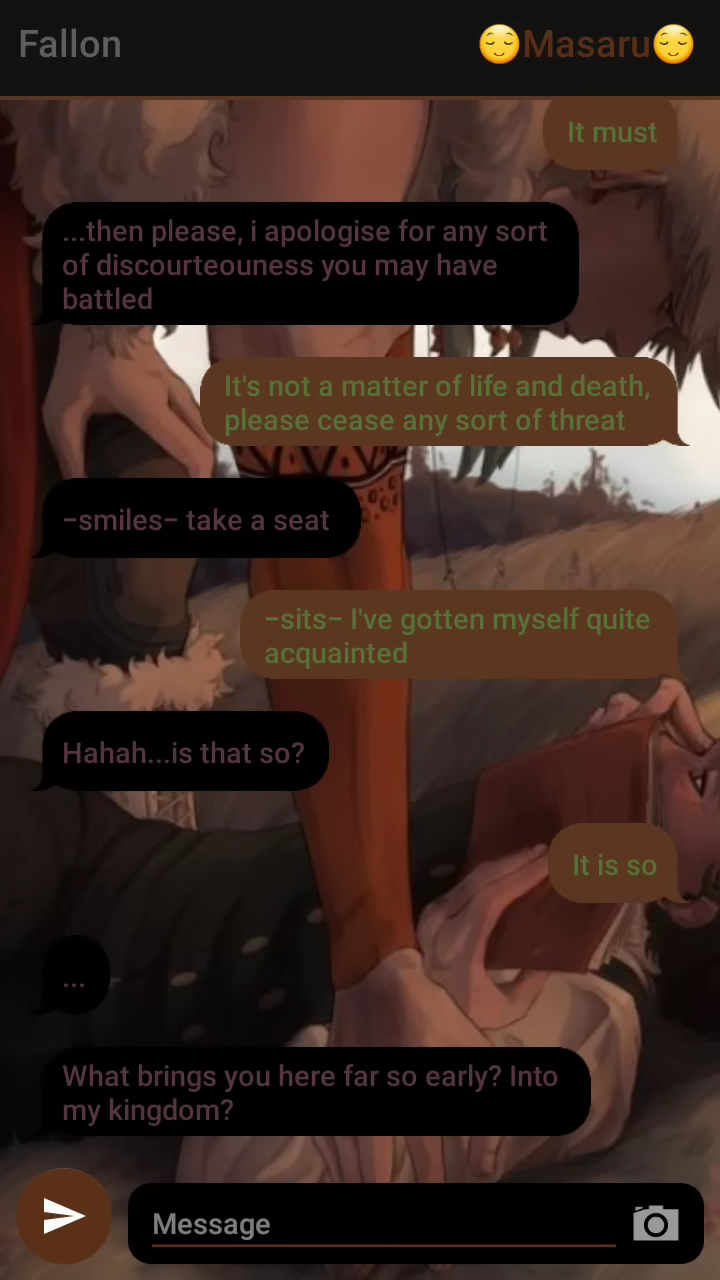 Fallon
😌Masaru😌
It must
...then please, i apologise for any sort
of discourteouness you may have
battled
It's not a matter of life and death,
please cease any sort of threat
–smiles– take a seat
–sits– I've gotten myself quite
acquainted
Hahah...is that so?
It is so
...
What brings you here far so early? Into
my kingdom?
Message